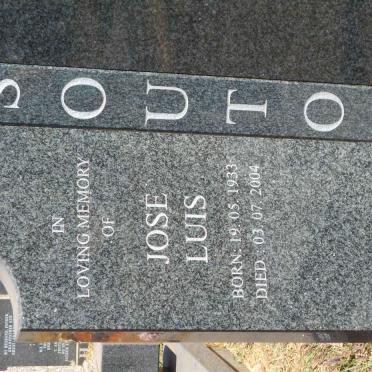 SOUTO
IN
LOVING MEMORY
OF
JOSE
LUIS
BORN. 19.05.1933
DIED. 03.07.2004